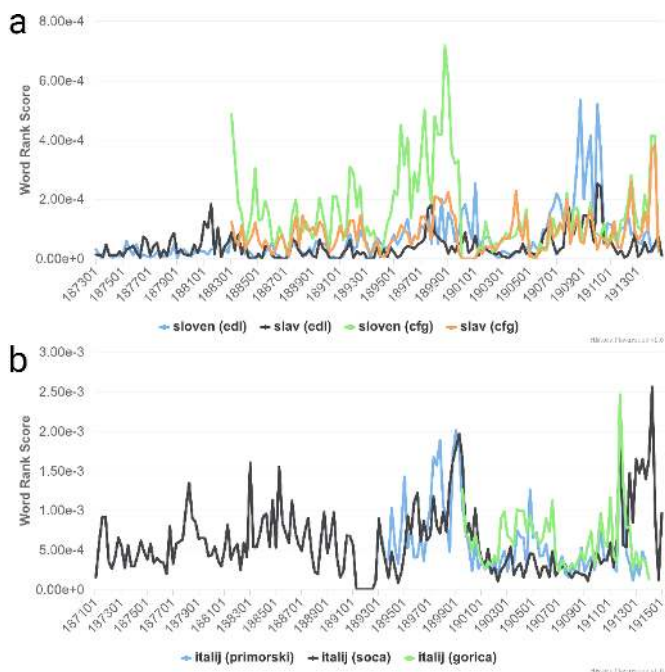 a
8.00e-4
6.00e-4
4.00e-4
2.00e-4
0.00e+0
Word Rank Score
187301 187501 187701 187901 188101 188301 188501 188701 188901 189101 189301 189501 189701 189901 190101 190301 190501 190701 190901 191101 191301
sloven (edl) slav (edl) sloven (cfg) slav (cfg)
b
3.00e-3
2.50e-3
2.00e-3
1.50e-3
1.00e-3
5.00e-4
0.00e+0
Word Rank Score
187101 187301 187501 187701 187901 188101 188301 188501 188701 188901 189101 189301 189501 189701 189901 190101 190301 190501 190701 190901 191101 191301 191501
italij (primorski) italij (soca) italij (gorica)